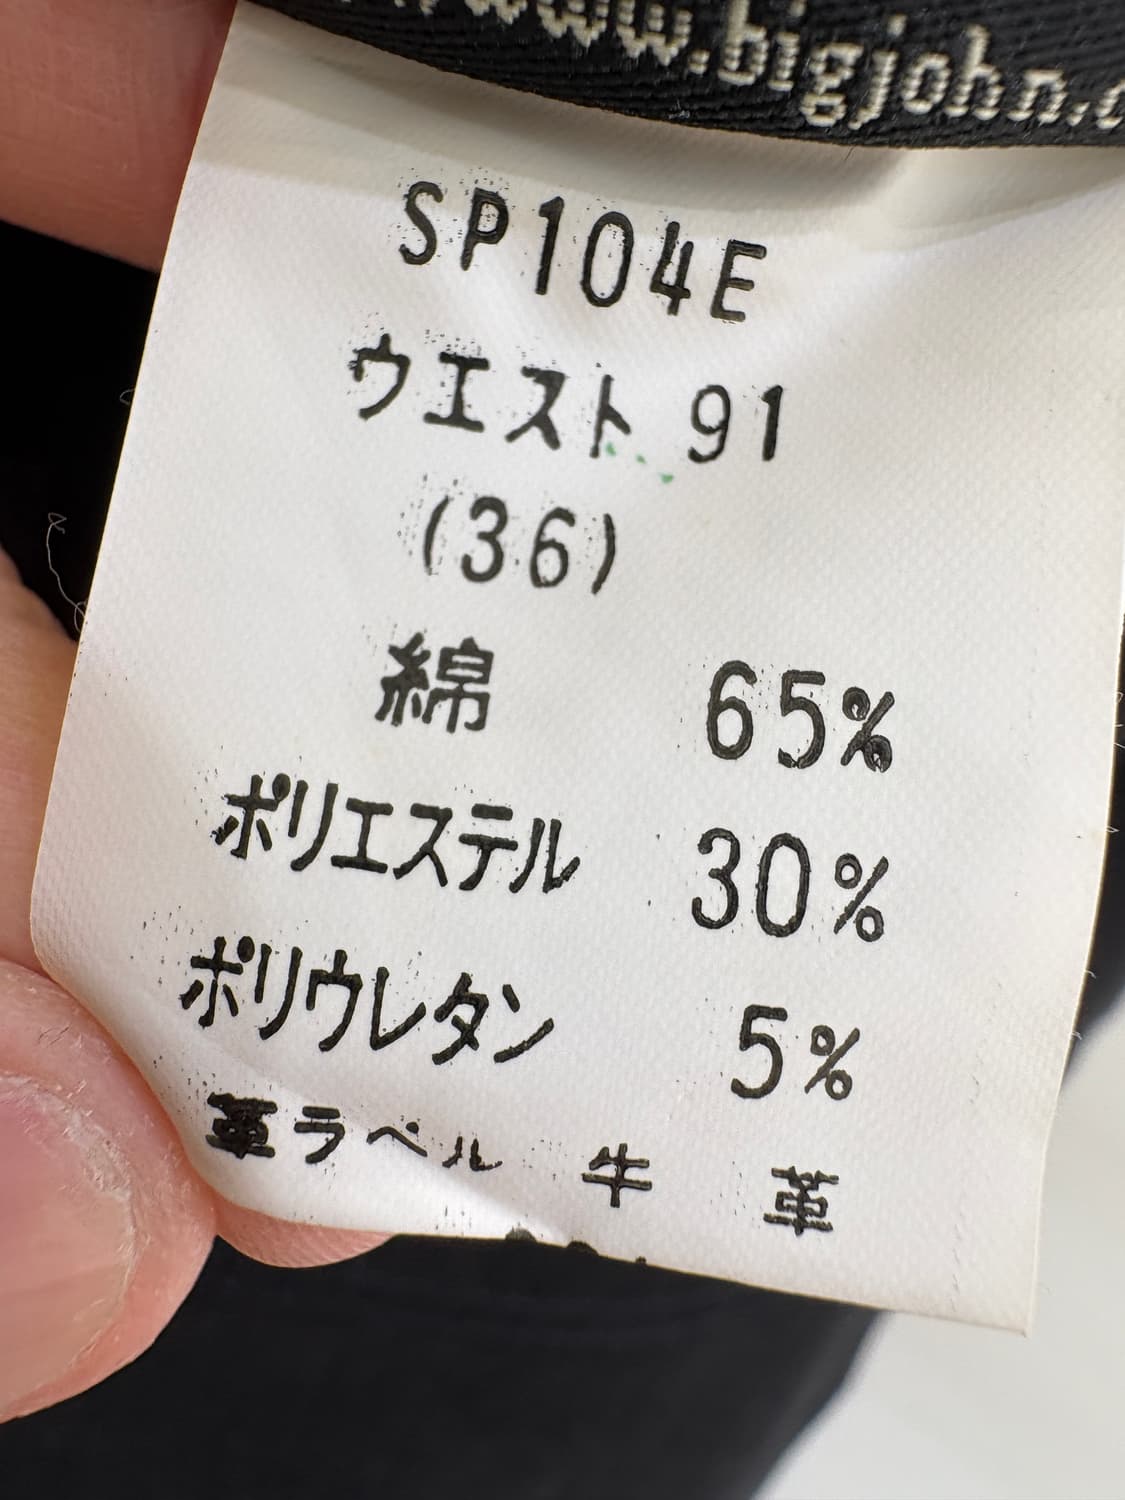 www.bigjohn.c
SP104E
ウエスト 91
(36)
綿 65%
ポリエステル 30%
ポリウレタン 5%
革ラベル 牛 革